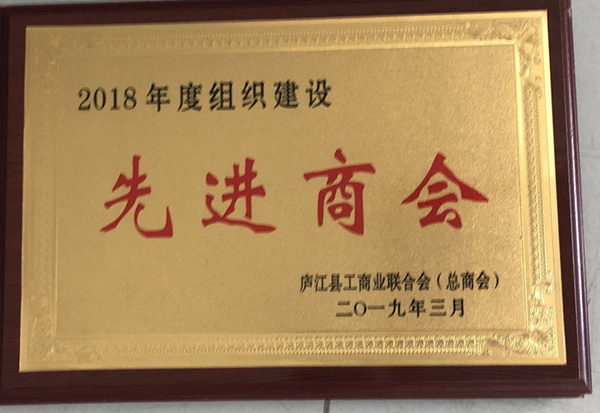 2018年度组织建设
先进商会
庐江县工商业联合会（总商会）
二〇一九年三月